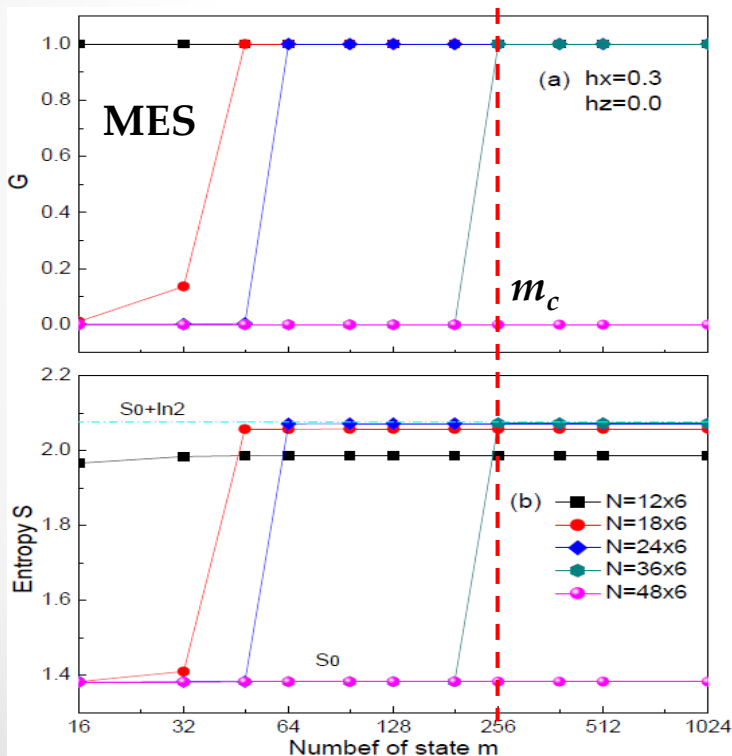 1.0
0.8
0.6
0.4
0.2
0.0
G
MES
(a) hx=0.3
hz=0.0
m_c
2.2
2.0
1.8
1.6
1.4
Entropy S
S0+ln2
(b)
N=12x6
N=18x6
N=24x6
N=36x6
N=48x6
S0
16 32 64 128 256 512 1024
Numbef of state m